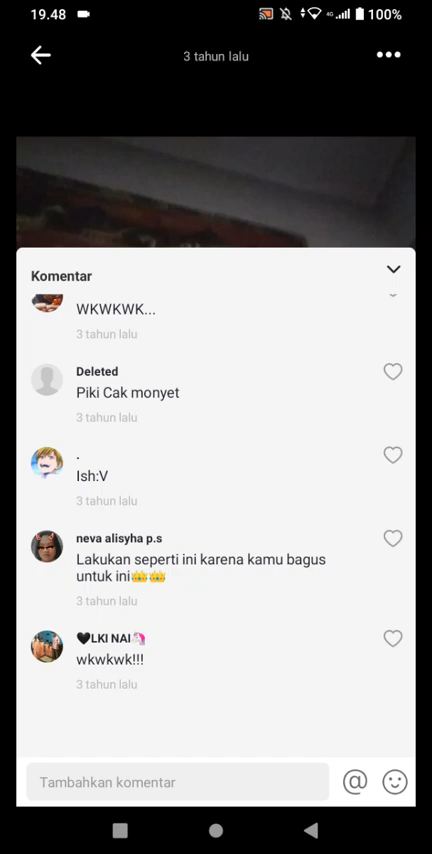 19.48
4G
100%
3 tahun lalu
Komentar
WKWKWK...
3 tahun lalu
Deleted
Piki Cak monyet
3 tahun lalu
.
Ish:V
3 tahun lalu
neva alisyha p.s
Lakukan seperti ini karena kamu bagus
untuk ini👑👑
3 tahun lalu
🖤LKI NAI🦄
wkwkwk!!!
3 tahun lalu
Tambahkan komentar